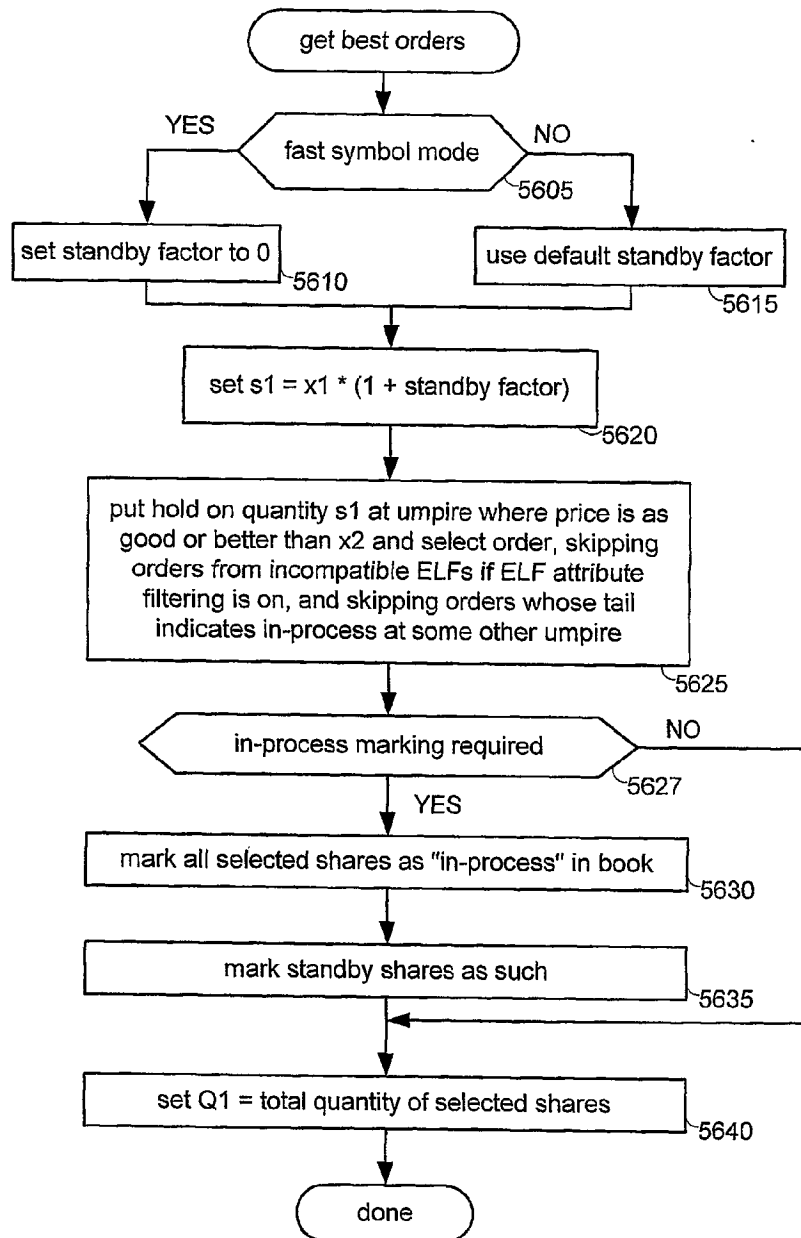 get best orders
YES
NO
fast symbol mode
5605
set standby factor to 0
5610
use default standby factor
5615
set s1 = x1 * (1 + standby factor)
5620
put hold on quantity s1 at umpire where price is as
good or better than x2 and select order, skipping
orders from incompatible ELFs if ELF attribute
filtering is on, and skipping orders whose tail
indicates in-process at some other umpire
5625
in-process marking required
NO
5627
YES
mark all selected shares as "in-process" in book
5630
mark standby shares as such
5635
set Q1 = total quantity of selected shares
5640
done